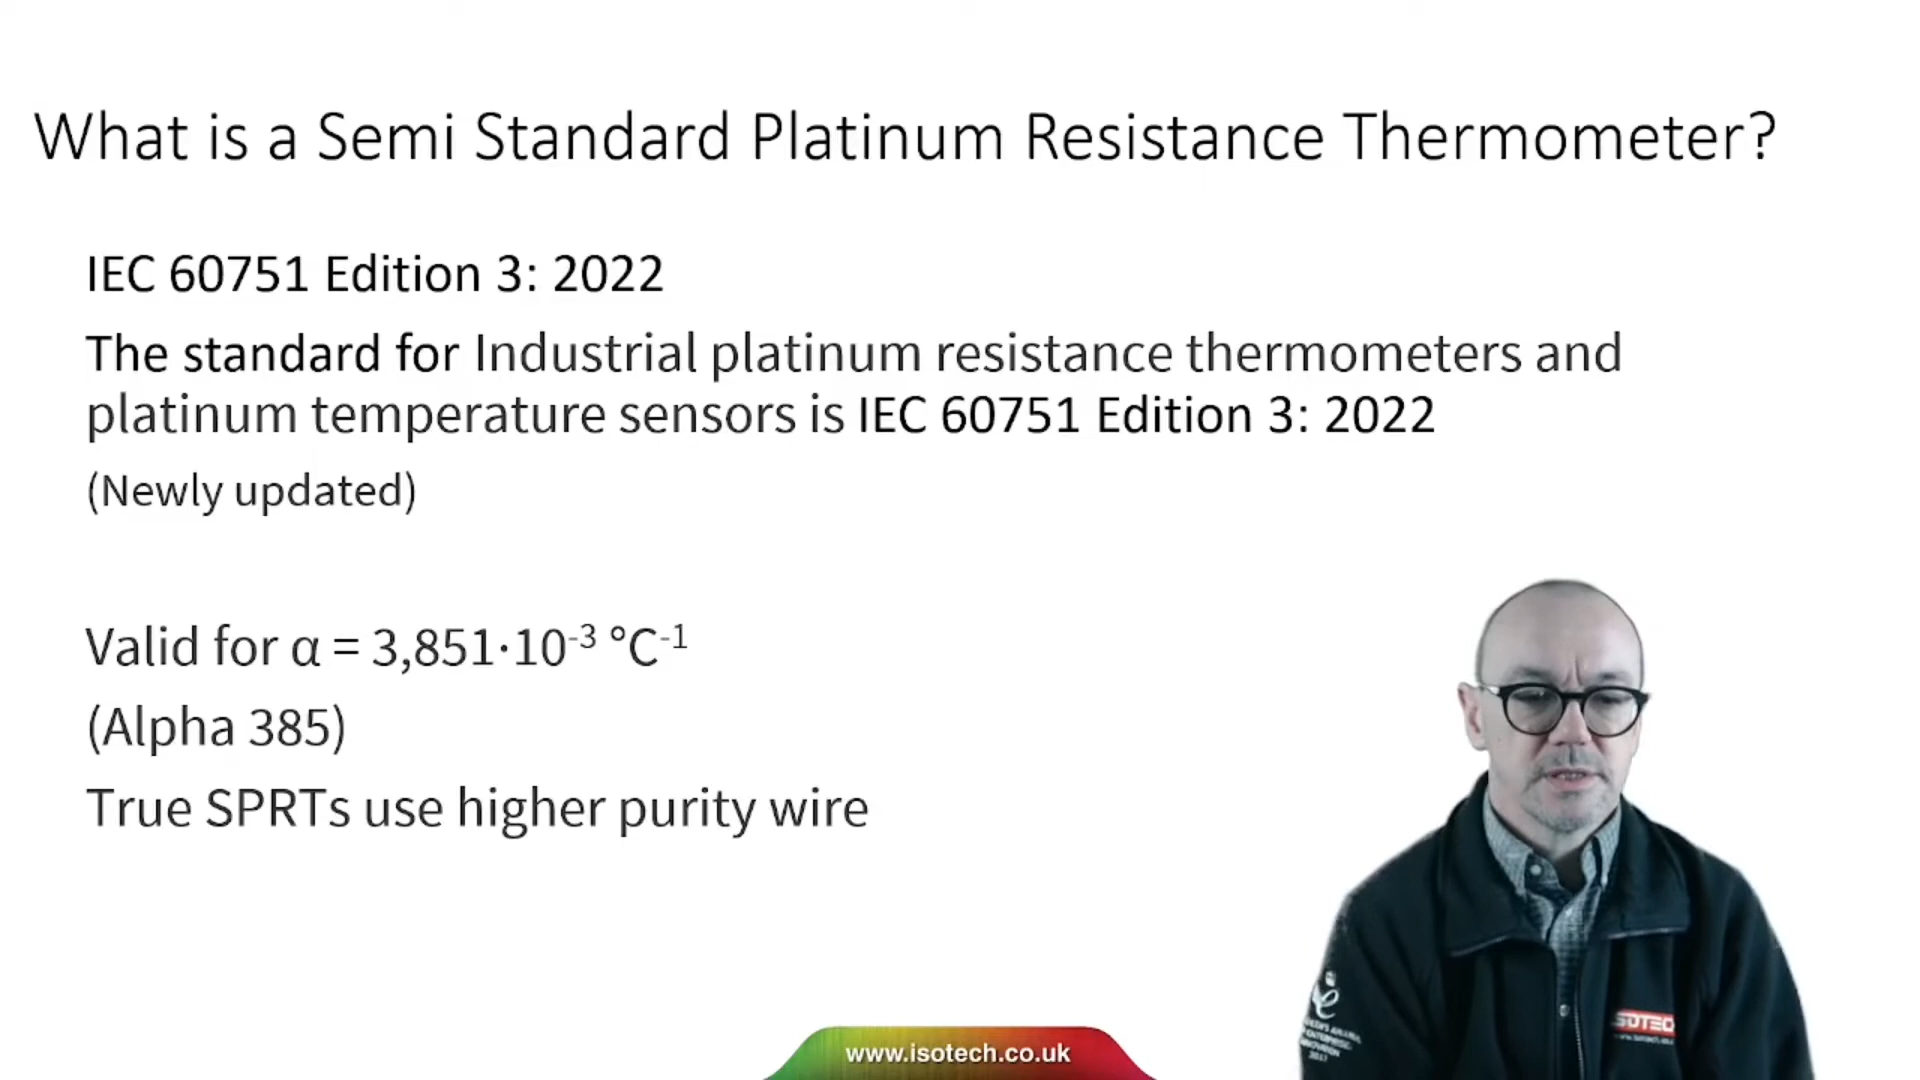 What is a Semi Standard Platinum Resistance Thermometer?
IEC 60751 Edition 3: 2022
The standard for Industrial platinum resistance thermometers and
platinum temperature sensors is IEC 60751 Edition 3: 2022
(Newly updated)
Valid for α = 3,851·10⁻³ °C⁻¹
(Alpha 385)
True SPRTs use higher purity wire
ISOTECH
www.isotech.co.uk